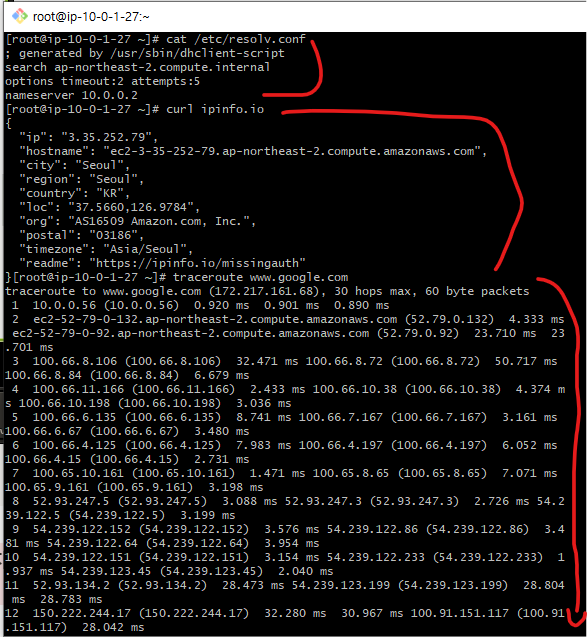 root@ip-10-0-1-27:~
[root@ip-10-0-1-27 ~]# cat /etc/resolv.conf
; generated by /usr/sbin/dhclient-script
search ap-northeast-2.compute.internal
options timeout:2 attempts:5
nameserver 10.0.0.2
[root@ip-10-0-1-27 ~]# curl ipinfo.io
{
  "ip": "3.35.252.79",
  "hostname": "ec2-3-35-252-79.ap-northeast-2.compute.amazonaws.com",
  "city": "Seoul",
  "region": "Seoul",
  "country": "KR",
  "loc": "37.5660,126.9784",
  "org": "AS16509 Amazon.com, Inc.",
  "postal": "03186",
  "timezone": "Asia/Seoul",
  "readme": "https://ipinfo.io/missingauth"
}[root@ip-10-0-1-27 ~]# traceroute www.google.com
traceroute to www.google.com (172.217.161.68), 30 hops max, 60 byte packets
 1  10.0.0.56 (10.0.0.56)  0.920 ms  0.901 ms  0.890 ms
 2  ec2-52-79-0-132.ap-northeast-2.compute.amazonaws.com (52.79.0.132)  4.333 ms
 ec2-52-79-0-92.ap-northeast-2.compute.amazonaws.com (52.79.0.92)  23.710 ms  23
.701 ms
 3  100.66.8.106 (100.66.8.106)  32.471 ms 100.66.8.72 (100.66.8.72)  50.717 ms
100.66.8.84 (100.66.8.84)  6.679 ms
 4  100.66.11.166 (100.66.11.166)  2.433 ms 100.66.10.38 (100.66.10.38)  4.374 m
s 100.66.10.198 (100.66.10.198)  3.036 ms
 5  100.66.6.135 (100.66.6.135)  8.741 ms 100.66.7.167 (100.66.7.167)  3.161 ms
100.66.6.67 (100.66.6.67)  3.480 ms
 6  100.66.4.125 (100.66.4.125)  7.983 ms 100.66.4.197 (100.66.4.197)  6.052 ms
100.66.4.15 (100.66.4.15)  2.731 ms
 7  100.65.10.161 (100.65.10.161)  1.471 ms 100.65.8.65 (100.65.8.65)  7.071 ms
100.65.9.161 (100.65.9.161)  3.198 ms
 8  52.93.247.5 (52.93.247.5)  3.088 ms 52.93.247.3 (52.93.247.3)  2.726 ms 54.2
39.122.5 (54.239.122.5)  3.199 ms
 9  54.239.122.152 (54.239.122.152)  3.576 ms 54.239.122.86 (54.239.122.86)  3.4
81 ms 54.239.122.64 (54.239.122.64)  3.954 ms
10  54.239.122.151 (54.239.122.151)  3.154 ms 54.239.122.233 (54.239.122.233)  1
.937 ms 54.239.123.45 (54.239.123.45)  2.040 ms
11  52.93.134.2 (52.93.134.2)  28.473 ms 54.239.123.199 (54.239.123.199)  28.804
 ms  28.783 ms
12  150.222.244.17 (150.222.244.17)  32.280 ms  30.967 ms 100.91.151.117 (100.91
.151.117)  28.042 ms